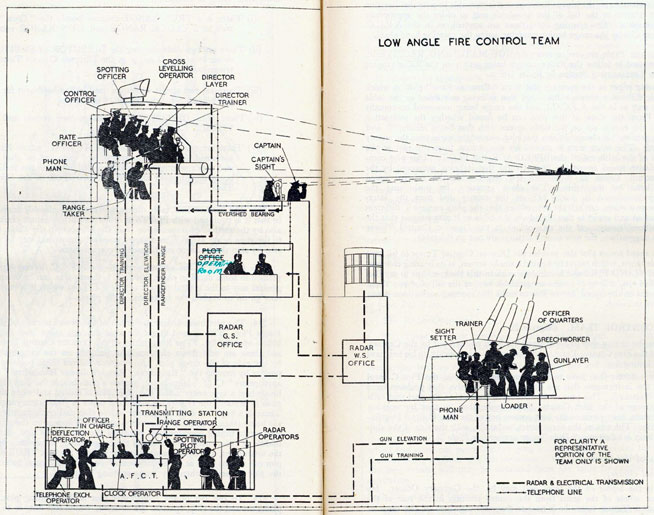 LOW ANGLE FIRE CONTROL TEAM
SPOTTING
OFFICER
CROSS
LEVELLING
OPERATOR
DIRECTOR
LAYER
DIRECTOR
TRAINER
CONTROL
OFFICER
RATE
OFFICER
PHONE
MAN
RANGE
TAKER
CAPTAIN
CAPTAIN'S
SIGHT
EVERSHED BEARING
PLOT
OFFICE
OPERATIONS
ROOM
DIRECTOR TRAINING
DIRECTOR ELEVATION
RANGEFINDER RANGE
RADAR
G.S.
OFFICE
RADAR
W.S.
OFFICE
OFFICER OF
QUARTERS
TRAINER
BREECHWORKER
SIGHT
SETTER
GUNLAYER
PHONE
MAN
LOADER
TRANSMITTING STATION
OFFICER
IN CHARGE
RANGE OPERATOR
DEFLECTION
OPERATOR
SPOTTING
PLOT
OPERATOR
RADAR
OPERATORS
A.F.C.T.
TELEPHONE EXCH.
OPERATOR
CLOCK OPERATOR
GUN ELEVATION
GUN TRAINING
FOR CLARITY A
REPRESENTATIVE
PORTION OF THE
TEAM ONLY IS SHOWN
RADAR & ELECTRICAL TRANSMISSION
TELEPHONE LINE